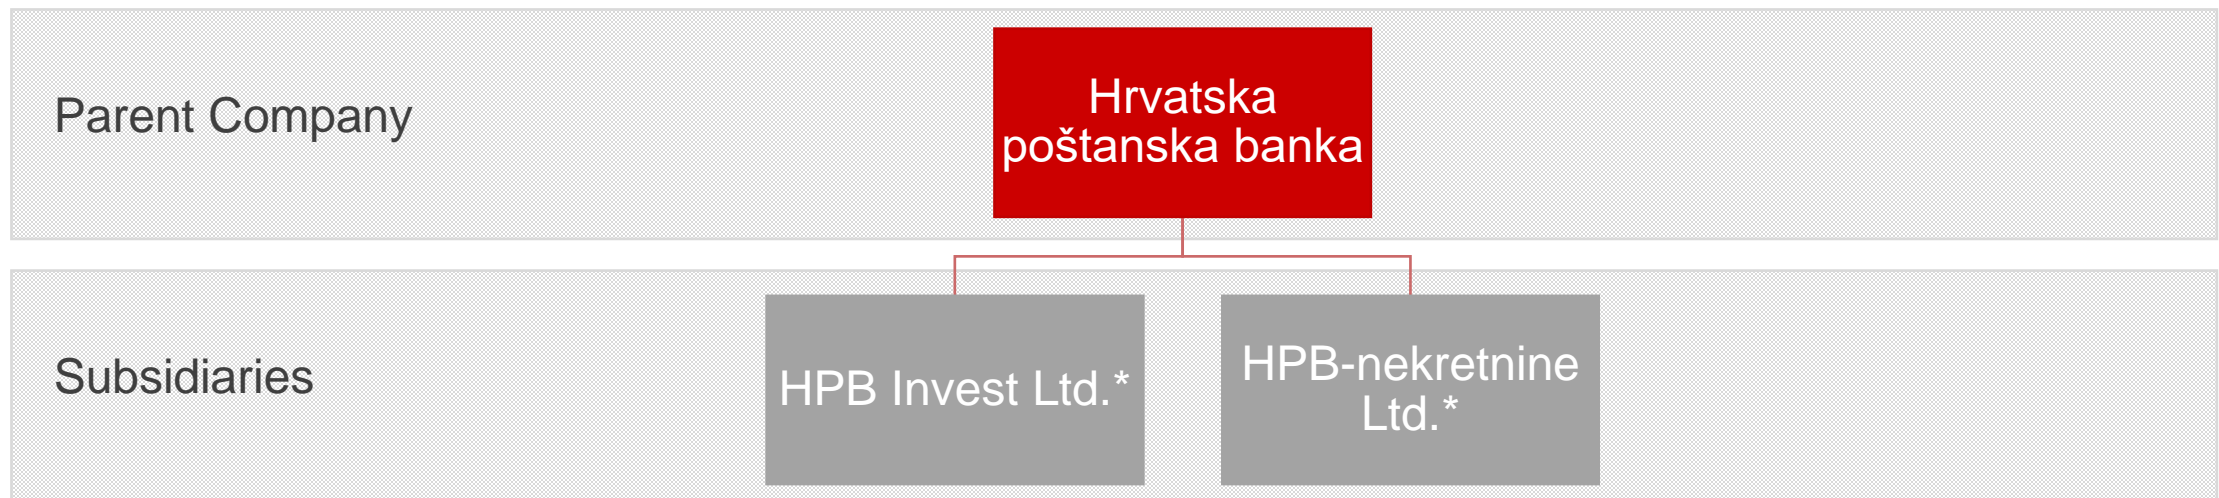 Parent Company
Hrvatska
poštanska banka
Subsidiaries
HPB Invest Ltd.*
HPB-nekretnine
Ltd.*